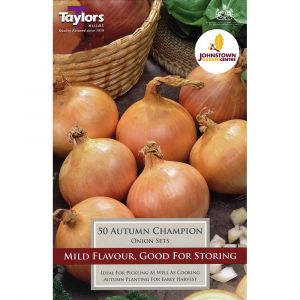 Taylors
BULBS
Quality Assured since 1919
JOHNSTOWN
GARDEN CENTRE
50 AUTUMN CHAMPION
ONION SETS
MILD FLAVOUR, GOOD FOR STORING
IDEAL FOR PICKLING AS WELL AS COOKING
AUTUMN PLANTING FOR EARLY HARVEST